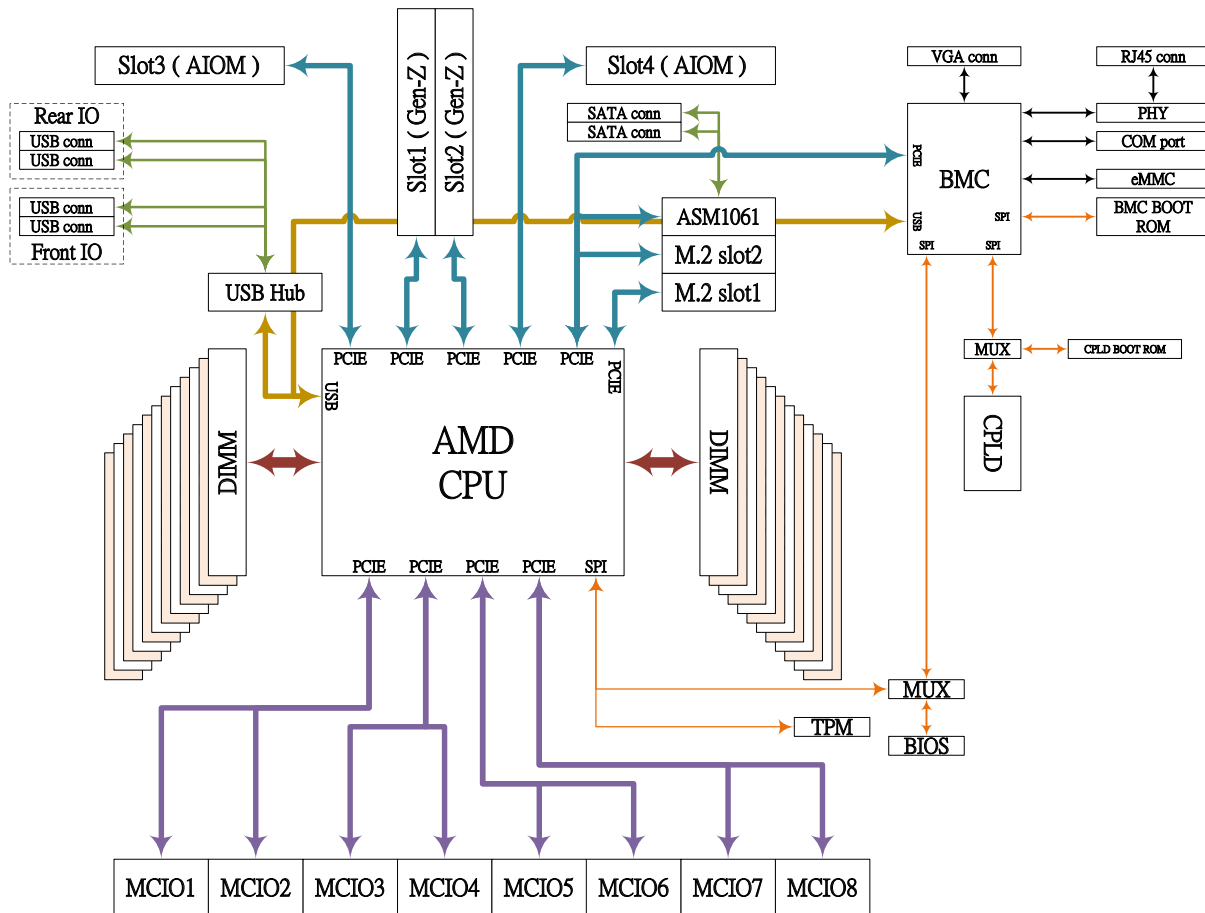 Slot3 ( AIOM )
Slot1 ( Gen-Z )
Slot2 ( Gen-Z )
Slot4 ( AIOM )
VGA conn
RJ45 conn
Rear IO
USB conn
USB conn
USB conn
USB conn
Front IO
USB Hub
SATA conn
SATA conn
ASM1061
M.2 slot2
M.2 slot1
PCIE
BMC
USB
SPI
SPI
SPI
PHY
COM port
eMMC
BMC BOOT
ROM
MUX
CPLD BOOT ROM
CPLD
PCIE
PCIE
PCIE
PCIE
PCIE
PCIE
USB
AMD
CPU
DIMM
DIMM
PCIE
PCIE
PCIE
PCIE
SPI
MUX
TPM
BIOS
MCIO1
MCIO2
MCIO3
MCIO4
MCIO5
MCIO6
MCIO7
MCIO8